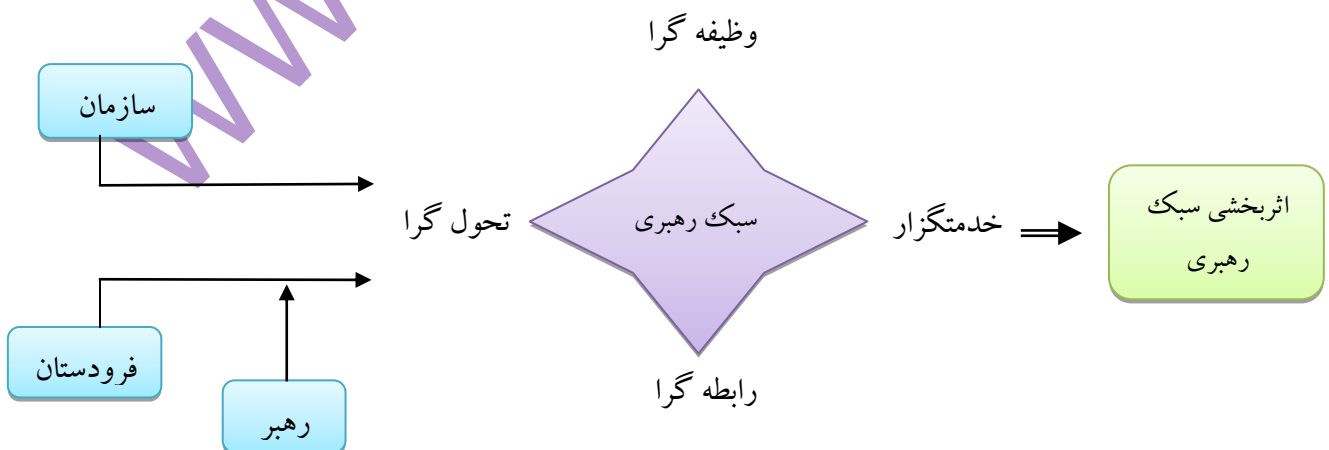 وظیفه گرا
سازمان
تحول گرا
سبک رهبری
خدمتگزار
اثربخشی سبک
رهبری
فرودستان
رهبر
رابطه گرا